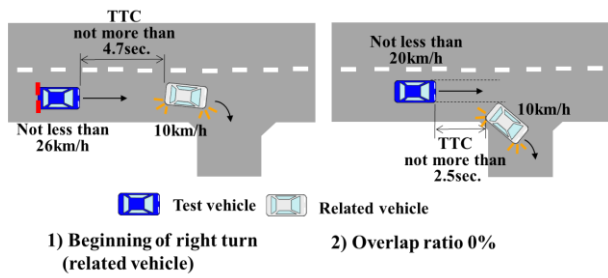 TTC
not more than
4.7sec.
Not less than
26km/h
10km/h
Not less than
20km/h
10km/h
TTC
not more than
2.5sec.
Test vehicle
Related vehicle
1) Beginning of right turn
(related vehicle)
2) Overlap ratio 0%